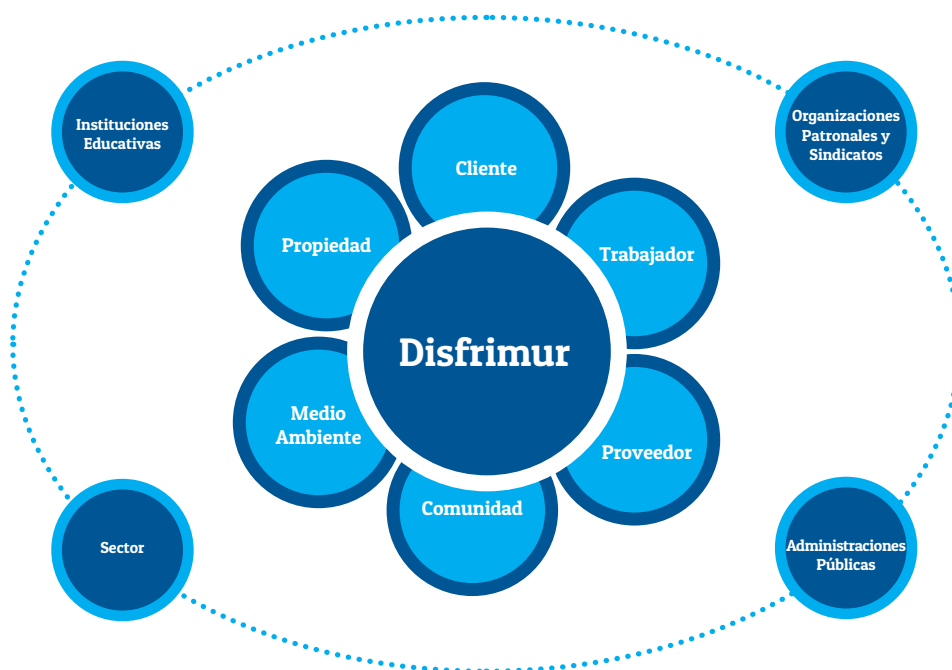 Instituciones
Educativas
Organizaciones
Patronales y
Sindicatos
Cliente
Propiedad
Trabajador
Disfrimur
Medio
Ambiente
Proveedor
Comunidad
Sector
Administraciones
Públicas